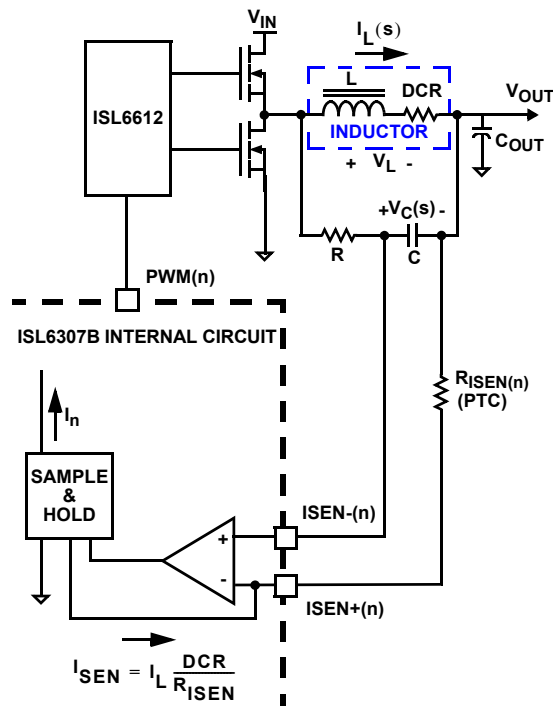 V_IN
I_L(s)
L
DCR
INDUCTOR
V_OUT
C_OUT
ISL6612
+ V_L -
+V_C(s)-
R
C
PWM(n)
ISL6307B INTERNAL CIRCUIT
R_ISEN(n)
(PTC)
I_n
SAMPLE
&
HOLD
ISEN-(n)
+
-
ISEN+(n)
I_SEN = I_L DCR/R_ISEN